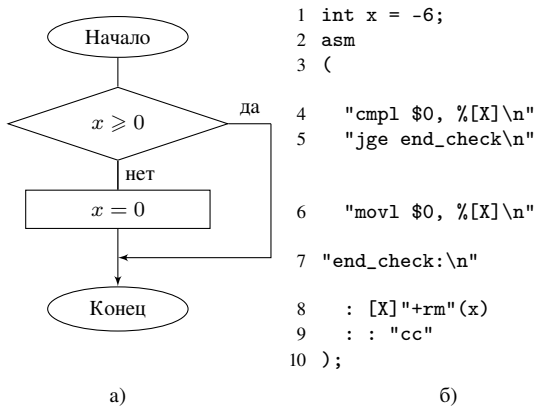 Начало
x ⩾ 0
да
нет
x = 0
Конец
а)
1 int x = -6;
2 asm
3 (
4 "cmpl $0, %[X]\n"
5 "jge end_check\n"
6 "movl $0, %[X]\n"
7 "end_check:\n"
8 : [X]"+rm"(x)
9 : : "cc"
10 );
б)